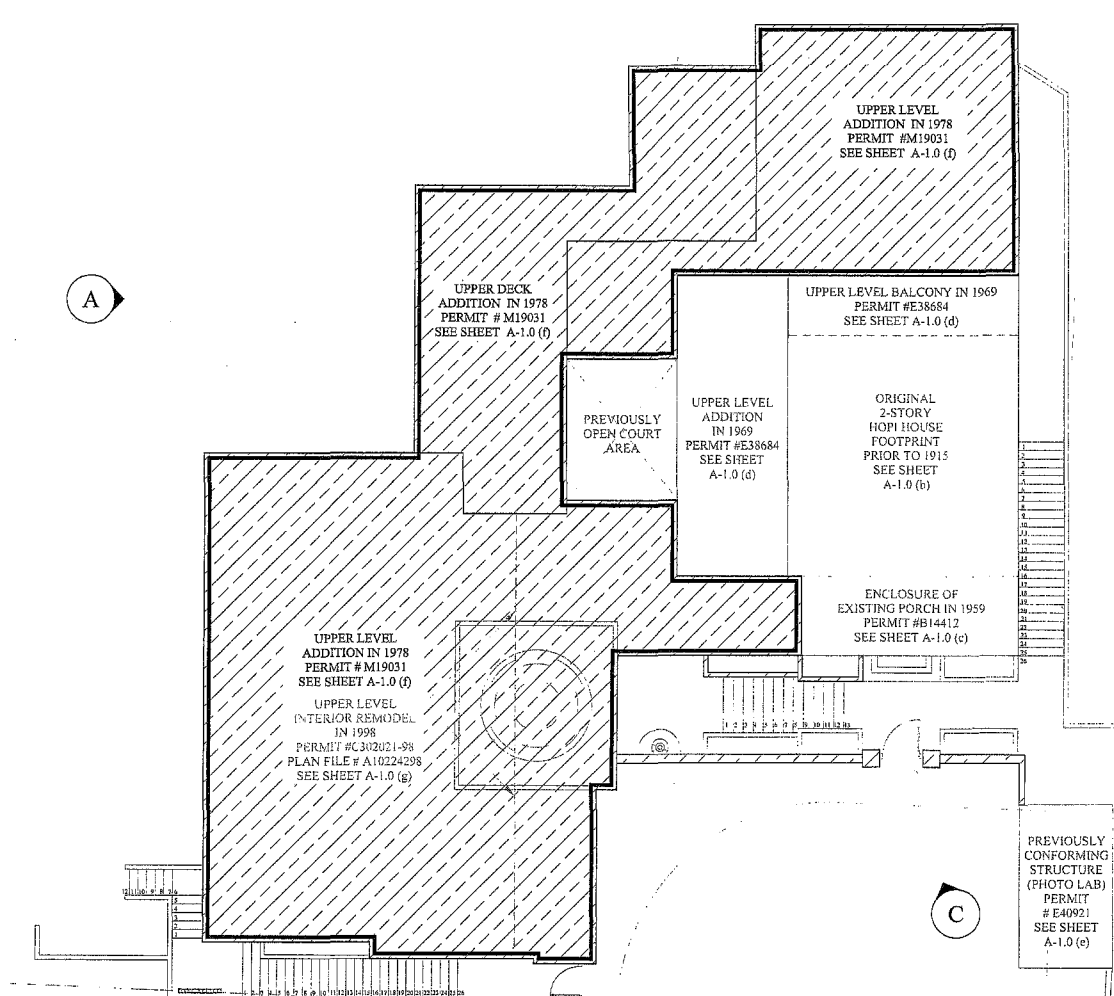 UPPER LEVEL
ADDITION IN 1978
PERMIT #M19031
SEE SHEET A-1.0 (f)
A
UPPER DECK
ADDITION IN 1978
PERMIT # M19031
SEE SHEET A-1.0 (f)
UPPER LEVEL BALCONY IN 1969
PERMIT #E38684
SEE SHEET A-1.0 (d)
PREVIOUSLY
OPEN COURT
AREA
UPPER LEVEL
ADDITION
IN 1969
PERMIT #E38684
SEE SHEET
A-1.0 (d)
ORIGINAL
2-STORY
HOPI HOUSE
FOOTPRINT
PRIOR TO 1915
SEE SHEET
A-1.0 (b)
ENCLOSURE OF
EXISTING PORCH IN 1959
PERMIT #B14412
SEE SHEET A-1.0 (c)
UPPER LEVEL
ADDITION IN 1978
PERMIT # M19031
SEE SHEET A-1.0 (f)
UPPER LEVEL
INTERIOR REMODEL
IN 1998
PERMIT #C302021-98
PLAN FILE # A10224298
SEE SHEET A-1.0 (g)
PREVIOUSLY
CONFORMING
STRUCTURE
(PHOTO LAB)
PERMIT
# E40921
SEE SHEET
A-1.0 (e)
C